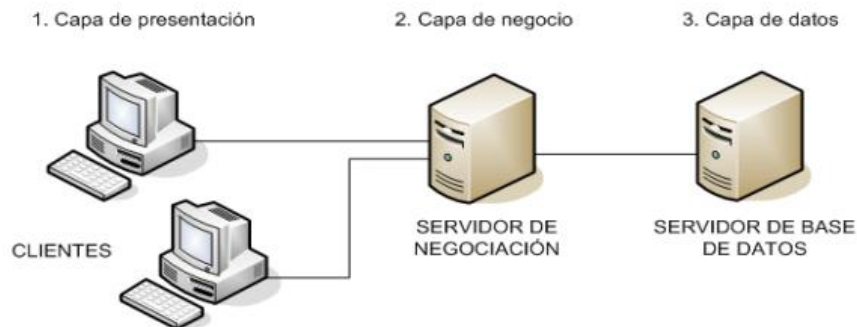 1. Capa de presentación
2. Capa de negocio
3. Capa de datos
CLIENTES
SERVIDOR DE
NEGOCIACIÓN
SERVIDOR DE BASE
DE DATOS